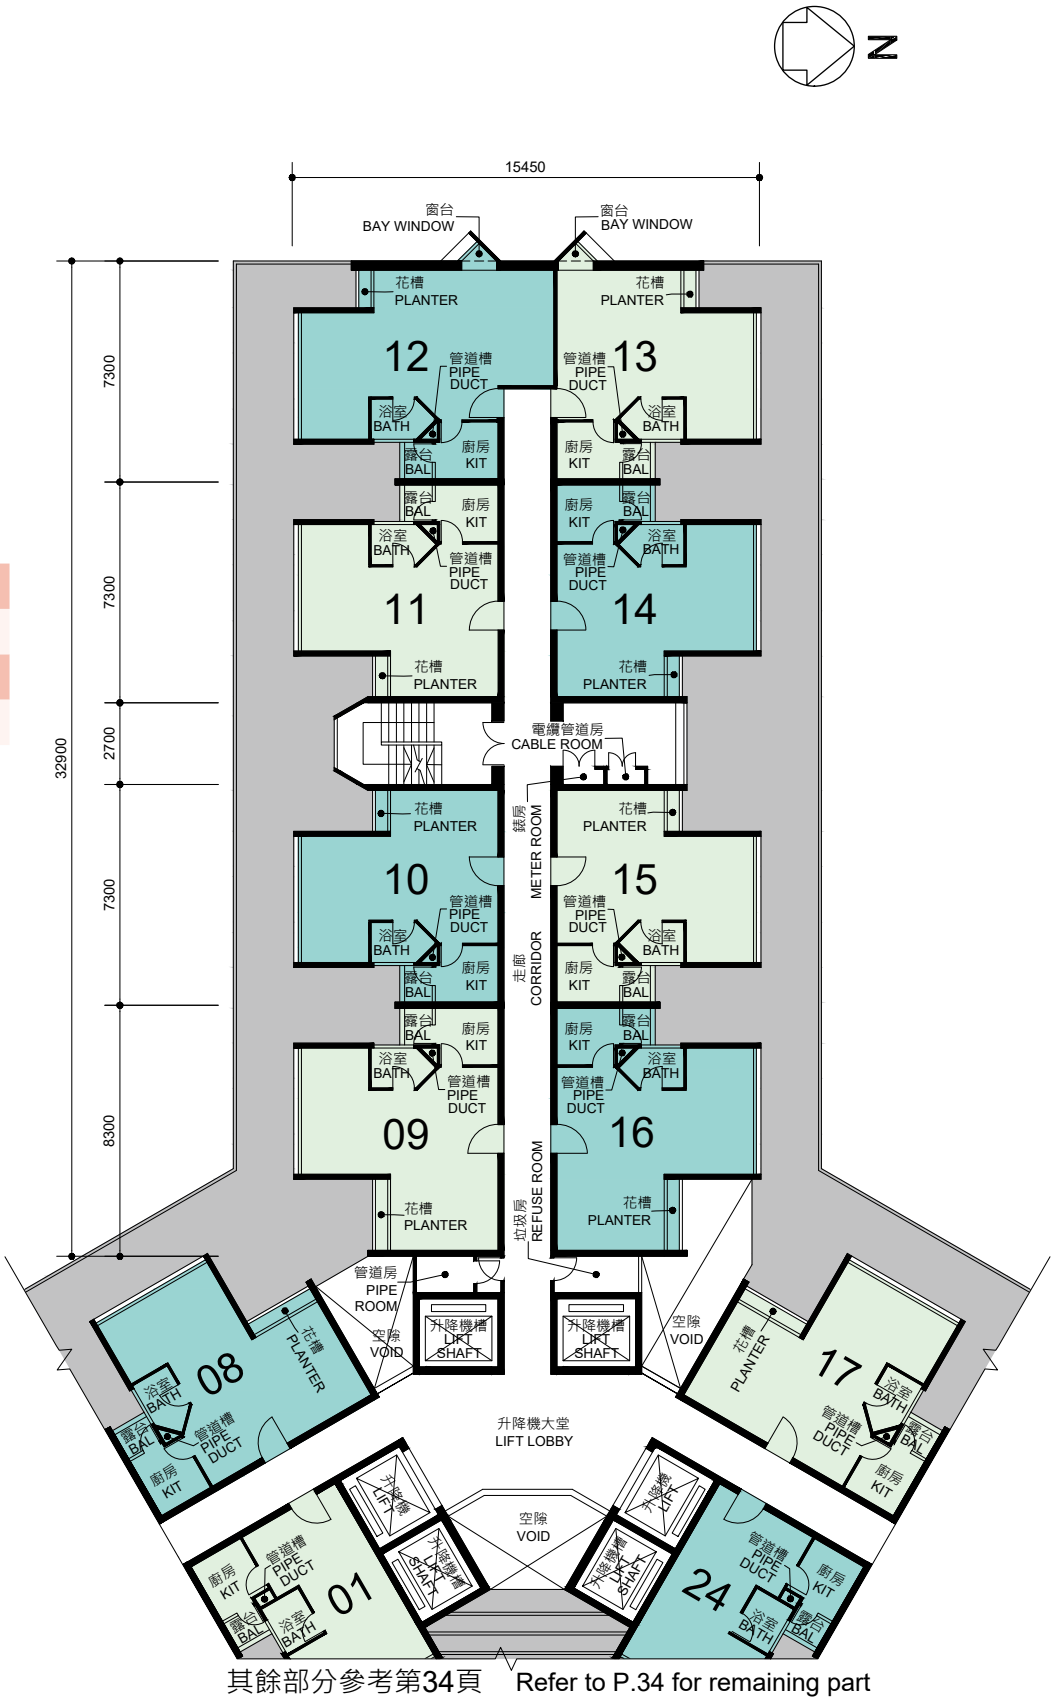 N
15450
窗台
BAY WINDOW
窗台
BAY WINDOW
花槽
PLANTER
花槽
PLANTER
12
13
管道槽
PIPE
DUCT
管道槽
PIPE
DUCT
浴室
BATH
浴室
BATH
廚房
KIT
廚房
KIT
露台
BAL
露台
BAL
7300
露台
BAL
露台
BAL
廚房
KIT
廚房
KIT
浴室
BATH
浴室
BATH
管道槽
PIPE
DUCT
管道槽
PIPE
DUCT
11
14
7300
花槽
PLANTER
花槽
PLANTER
電纜管道房
CABLE ROOM
2700
32900
花槽
PLANTER
花槽
PLANTER
錶房
METER ROOM
10
15
7300
管道槽
PIPE
DUCT
管道槽
PIPE
DUCT
浴室
BATH
浴室
BATH
走廊
CORRIDOR
廚房
KIT
廚房
KIT
露台
BAL
露台
BAL
露台
BAL
露台
BAL
廚房
KIT
廚房
KIT
浴室
BATH
浴室
BATH
管道槽
PIPE
DUCT
管道槽
PIPE
DUCT
09
16
8300
花槽
PLANTER
花槽
PLANTER
垃圾房
REFUSE ROOM
管道房
PIPE
ROOM
升降機槽
LIFT
SHAFT
升降機槽
LIFT
SHAFT
空隙
VOID
空隙
VOID
花槽
PLANTER
花槽
PLANTER
08
17
浴室
BATH
浴室
BATH
管道槽
PIPE
DUCT
管道槽
PIPE
DUCT
露台
BAL
露台
BAL
廚房
KIT
廚房
KIT
升降機大堂
LIFT LOBBY
升降機
LIFT
升降機
LIFT
空隙
VOID
升降機槽
LIFT
SHAFT
升降機槽
LIFT
SHAFT
管道槽
PIPE
DUCT
管道槽
PIPE
DUCT
廚房
KIT
廚房
KIT
01
24
露台
BAL
露台
BAL
浴室
BATH
浴室
BATH
其餘部分參考第34頁 Refer to P.34 for remaining part